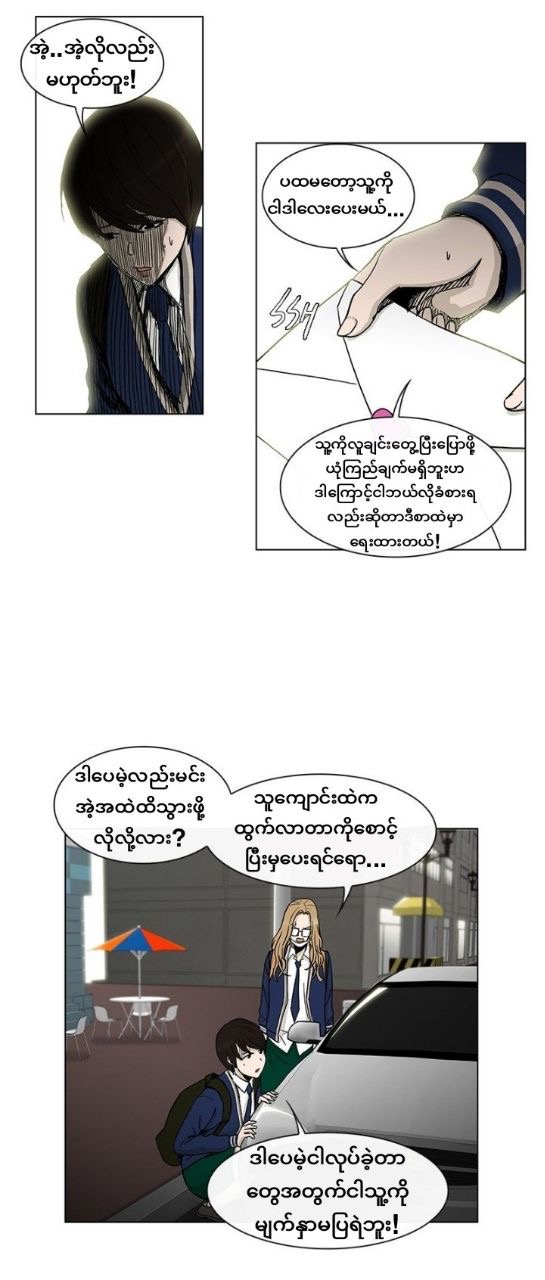 အဲ့..အဲ့လိုလည်း
မဟုတ်ဘူး!
ပထမတော့သူ့ကို
ငါဒါလေးပေးမယ်...
SSH
သူ့ကိုလူချင်းတွေ့ပြီးပြောဖို့
ယုံကြည်ချက်မရှိဘူးဟ
ဒါကြောင့်ငါဘယ်လိုခံစားရ
လည်းဆိုတာဒီစာထဲမှာ
ရေးထားတယ်!
ဒါပေမဲ့လည်းမင်း
အဲ့အထဲထိသွားဖို့
လိုလို့လား?
သူကျောင်းထဲက
ထွက်လာတာကိုစောင့်
ပြီးမှပေးရင်ရော...
ဒါပေမဲ့ငါလုပ်ခဲ့တာ
တွေအတွက်ငါသူ့ကို
မျက်နှာမပြရဲဘူး!